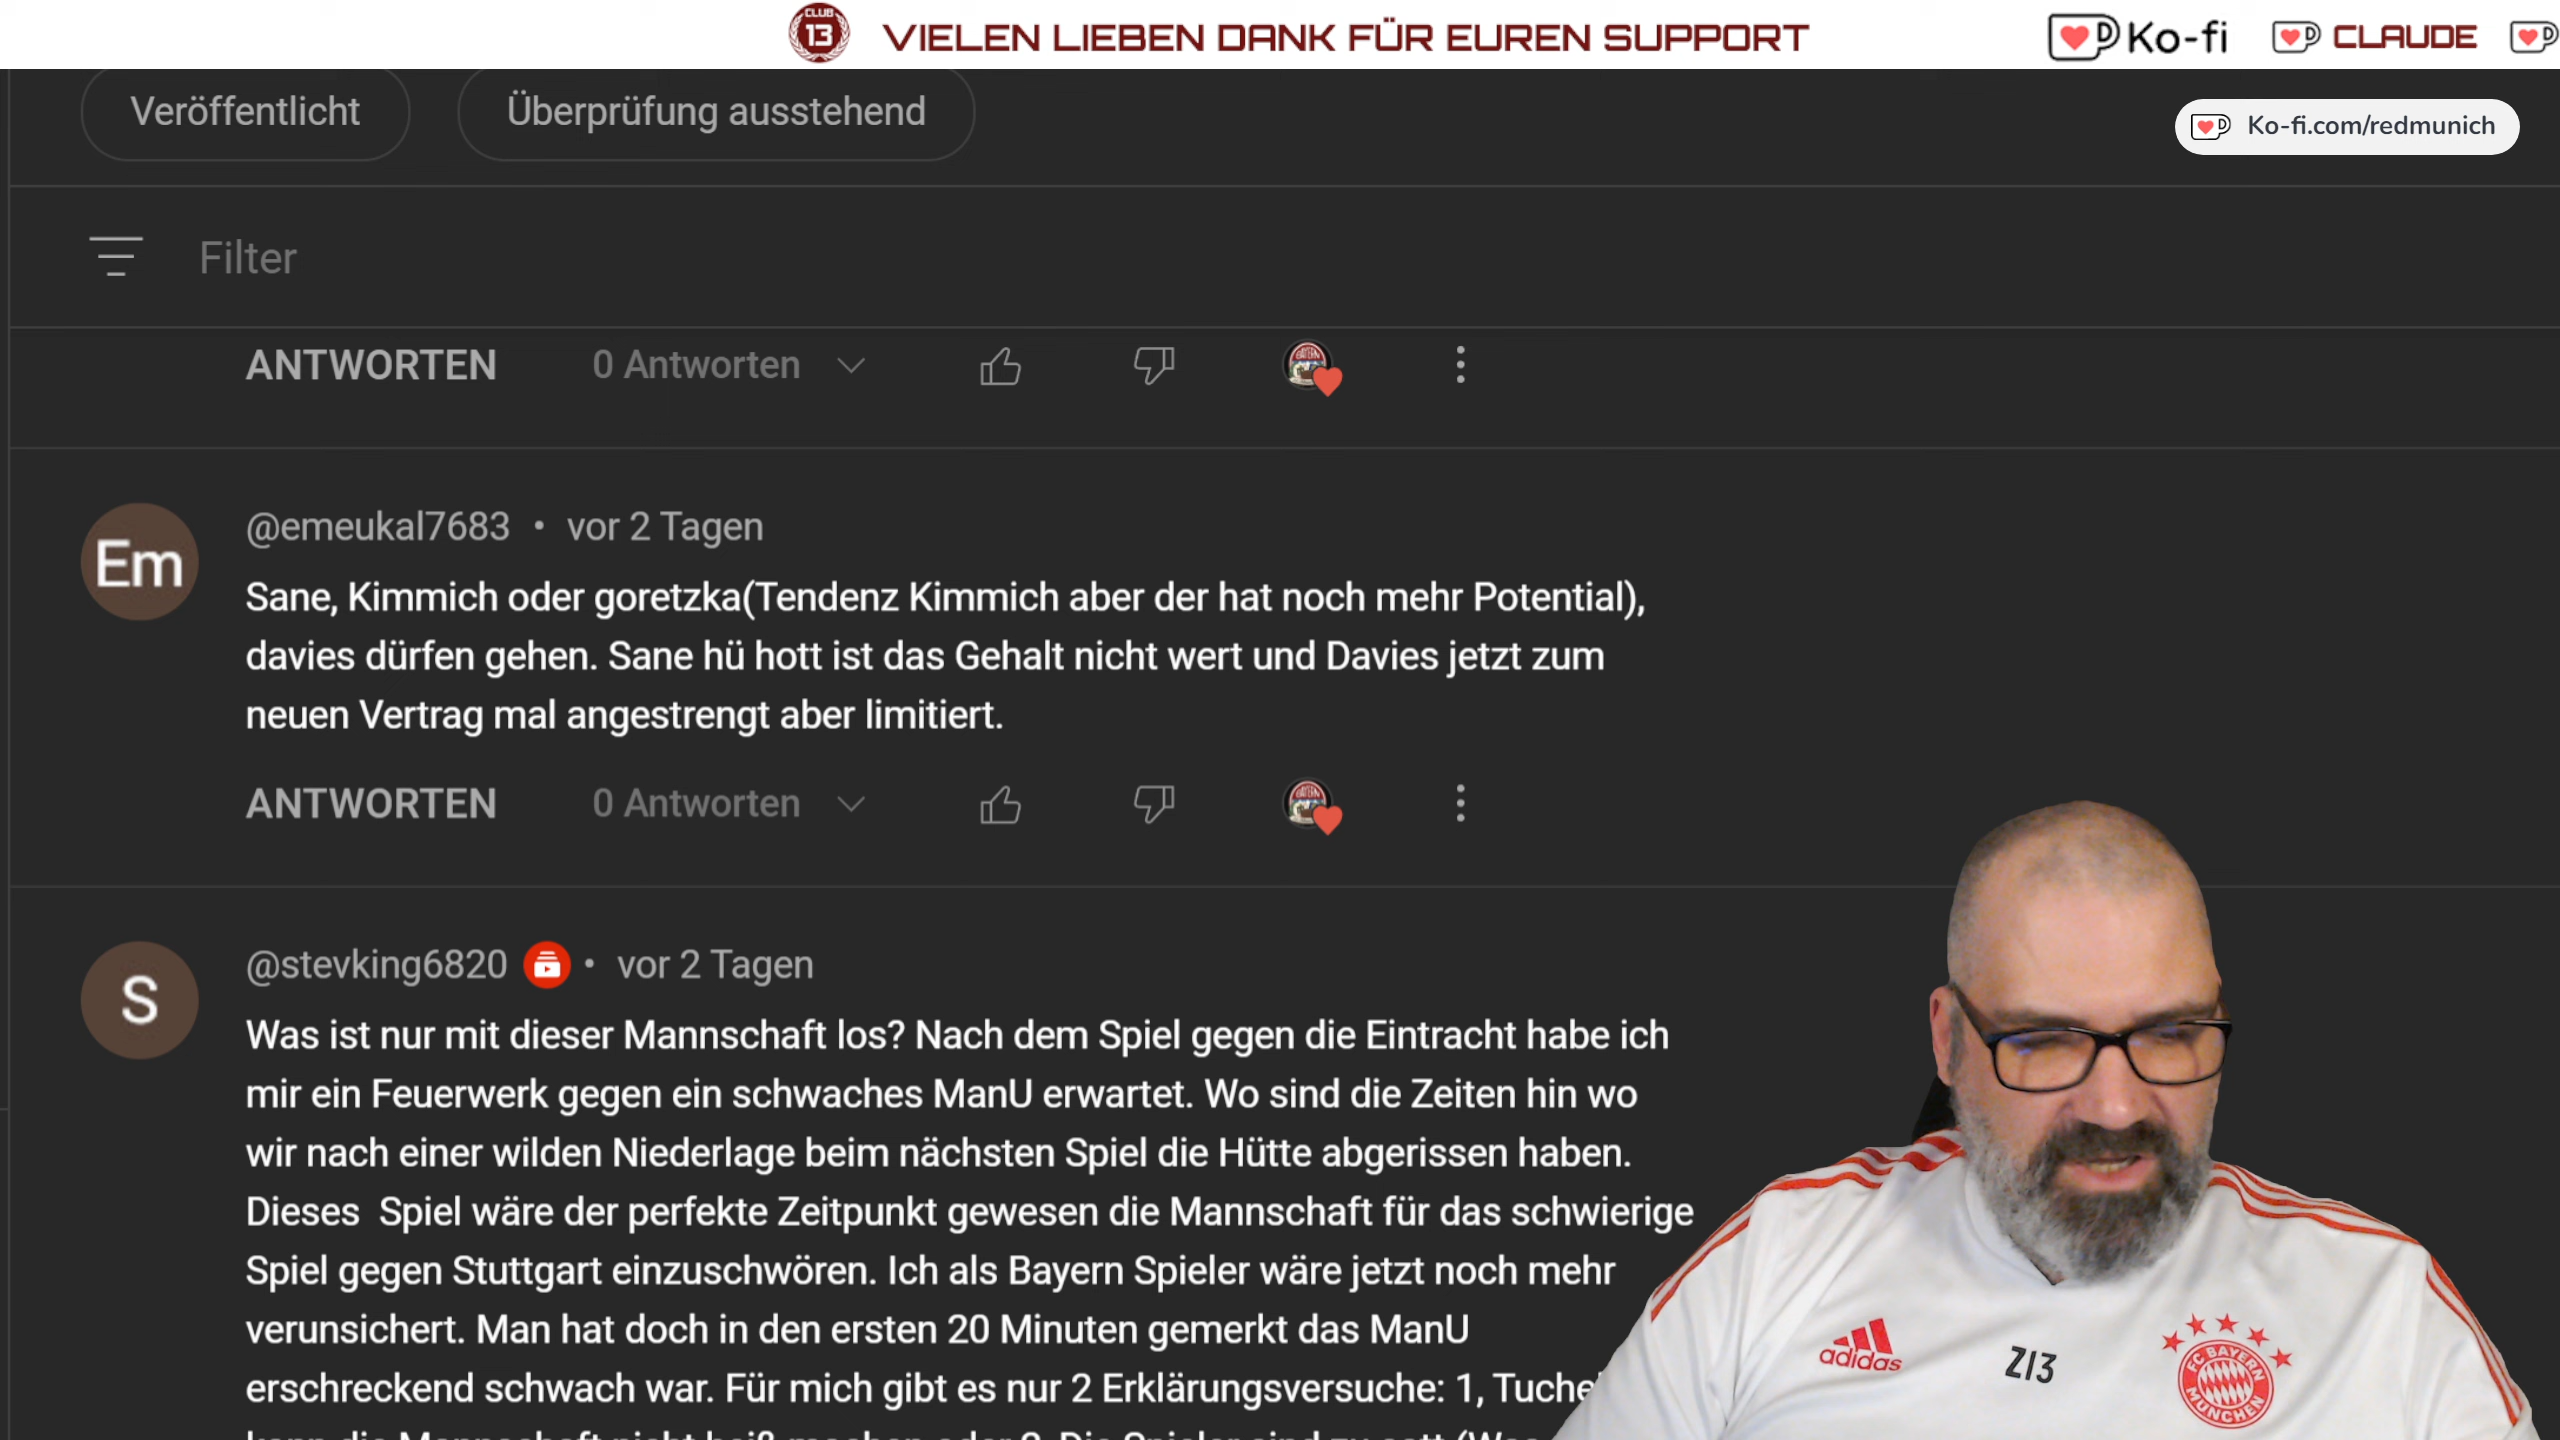 CLUB
13
VIELEN LIEBEN DANK FÜR EUREN SUPPORT
Ko-fi
CLAUDE
Veröffentlicht
Überprüfung ausstehend
Ko-fi.com/redmunich
Filter
ANTWORTEN 0 Antworten
Em
@emeukal7683 • vor 2 Tagen
Sane, Kimmich oder goretzka(Tendenz Kimmich aber der hat noch mehr Potential),
davies dürfen gehen. Sane hü hott ist das Gehalt nicht wert und Davies jetzt zum
neuen Vertrag mal angestrengt aber limitiert.
ANTWORTEN 0 Antworten
S
@stevking6820 • vor 2 Tagen
Was ist nur mit dieser Mannschaft los? Nach dem Spiel gegen die Eintracht habe ich
mir ein Feuerwerk gegen ein schwaches ManU erwartet. Wo sind die Zeiten hin wo
wir nach einer wilden Niederlage beim nächsten Spiel die Hütte abgerissen haben.
Dieses  Spiel wäre der perfekte Zeitpunkt gewesen die Mannschaft für das schwierige
Spiel gegen Stuttgart einzuschwören. Ich als Bayern Spieler wäre jetzt noch mehr
verunsichert. Man hat doch in den ersten 20 Minuten gemerkt das ManU
erschreckend schwach war. Für mich gibt es nur 2 Erklärungsversuche: 1, Tuchel
adidas
Z13
FC BAYERN
MÜNCHEN